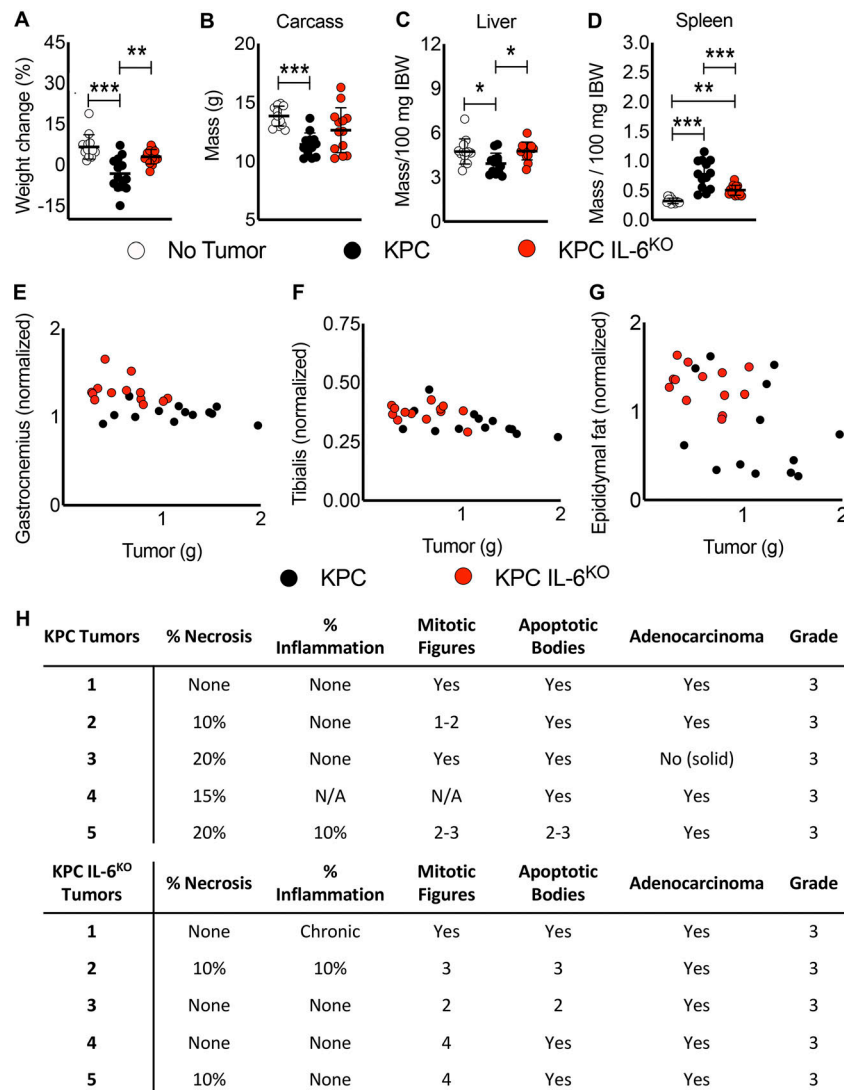 A
Weight change (%)
45
30
15
0
-15
***
**
B
Carcass
Mass (g)
20
15
10
5
***
C
Liver
Mass/100 mg IBW
12
9
6
3
0
*
*
D
Spleen
Mass / 100 mg IBW
3.0
2.5
2.0
1.5
1.0
0.5
0.0
***
**
***
No Tumor KPC KPC IL-6KO
E
Gastrocnemius (normalized)
2
1
0
1 2
Tumor (g)
F
Tibialis (normalized)
0.75
0.50
0.25
0.00
1 2
Tumor (g)
G
Epididymal fat (normalized)
2
1
0
1 2
Tumor (g)
KPC KPC IL-6KO
H
KPC Tumors % Necrosis % Inflammation Mitotic Figures Apoptotic Bodies Adenocarcinoma Grade
1 None None Yes Yes Yes 3
2 10% None 1-2 Yes Yes 3
3 20% None Yes Yes No (solid) 3
4 15% N/A N/A Yes Yes 3
5 20% 10% 2-3 2-3 Yes 3
KPC IL-6KO Tumors % Necrosis % Inflammation Mitotic Figures Apoptotic Bodies Adenocarcinoma Grade
1 None Chronic Yes Yes Yes 3
2 10% 10% 3 3 Yes 3
3 None None 2 2 Yes 3
4 None None 4 Yes Yes 3
5 10% None 4 Yes Yes 3